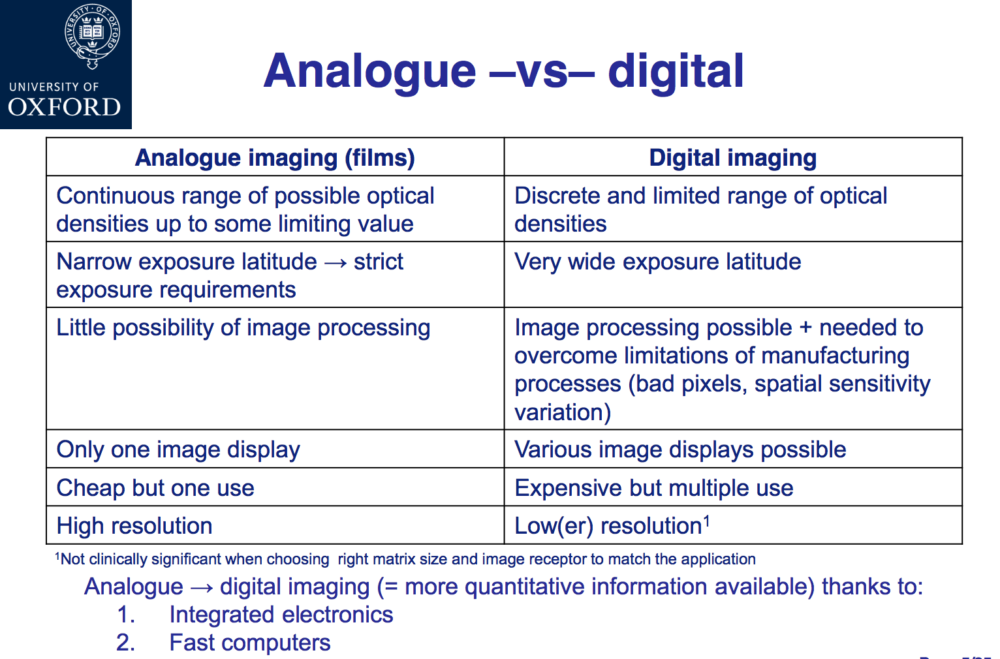 UNIVERSITY OF OXFORD
UNIVERSITY OF
OXFORD
Analogue –vs– digital
Analogue imaging (films)
Digital imaging
Continuous range of possible optical
densities up to some limiting value
Discrete and limited range of optical
densities
Narrow exposure latitude → strict
exposure requirements
Very wide exposure latitude
Little possibility of image processing
Image processing possible + needed to
overcome limitations of manufacturing
processes (bad pixels, spatial sensitivity
variation)
Only one image display
Various image displays possible
Cheap but one use
Expensive but multiple use
High resolution
Low(er) resolution¹
¹Not clinically significant when choosing  right matrix size and image receptor to match the application
Analogue → digital imaging (= more quantitative information available) thanks to:
1. Integrated electronics
2. Fast computers